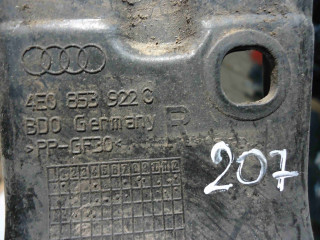 4E0 853 922 C
BDO Germany P
>PP-GF30<
207